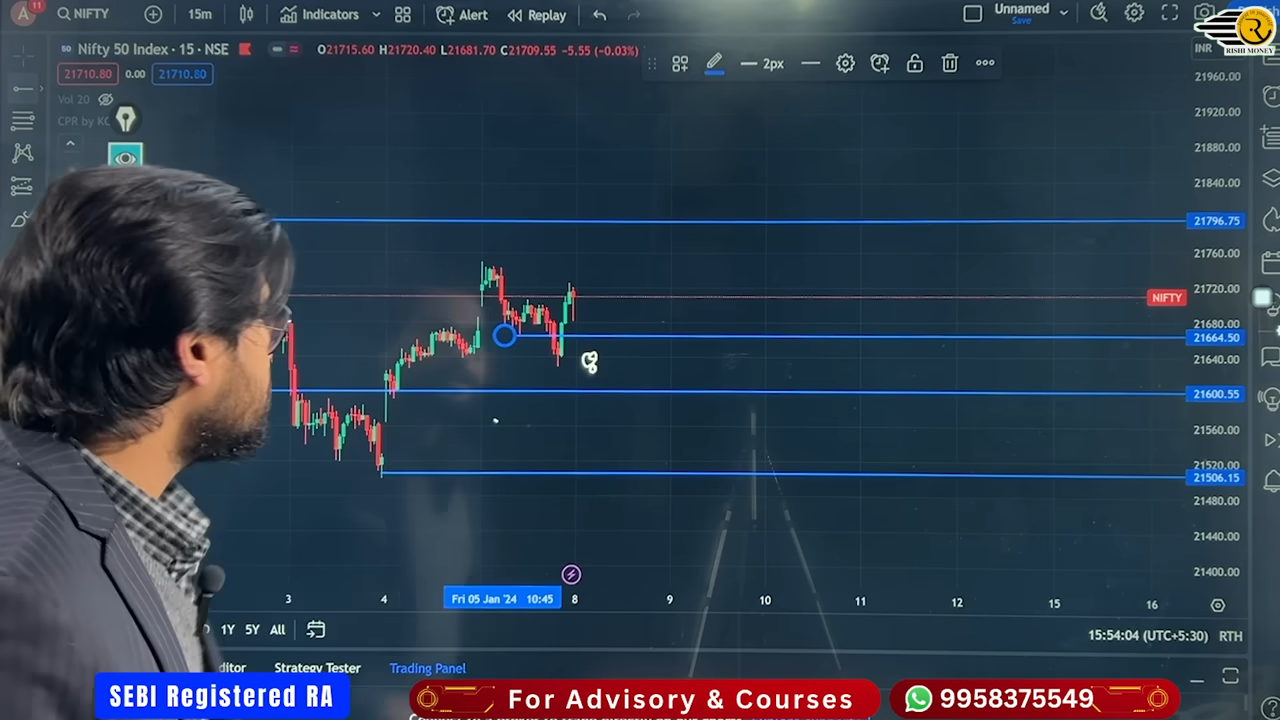 11
NIFTY
15m
Indicators
Alert
Replay
Unnamed
Save
RISHI MONEY
Nifty 50 Index · 15 · NSE
O21715.60 H21720.40 L21681.70 C21709.55 -5.55 (-0.03%)
INR
21710.80 0.00 21710.80
2px
Vol 20
CPR by KG
21960.00
21920.00
21880.00
21840.00
21796.75
21760.00
21720.00
NIFTY
21680.00
21664.50
21640.00
21600.55
21560.00
21520.00
21506.15
21480.00
21440.00
21400.00
3 4 Fri 05 Jan '24 10:45 8 9 10 11 12 15 16
1Y 5Y All
15:54:04 (UTC+5:30) RTH
ditor Strategy Tester Trading Panel
SEBI Registered RA
For Advisory & Courses
9958375549